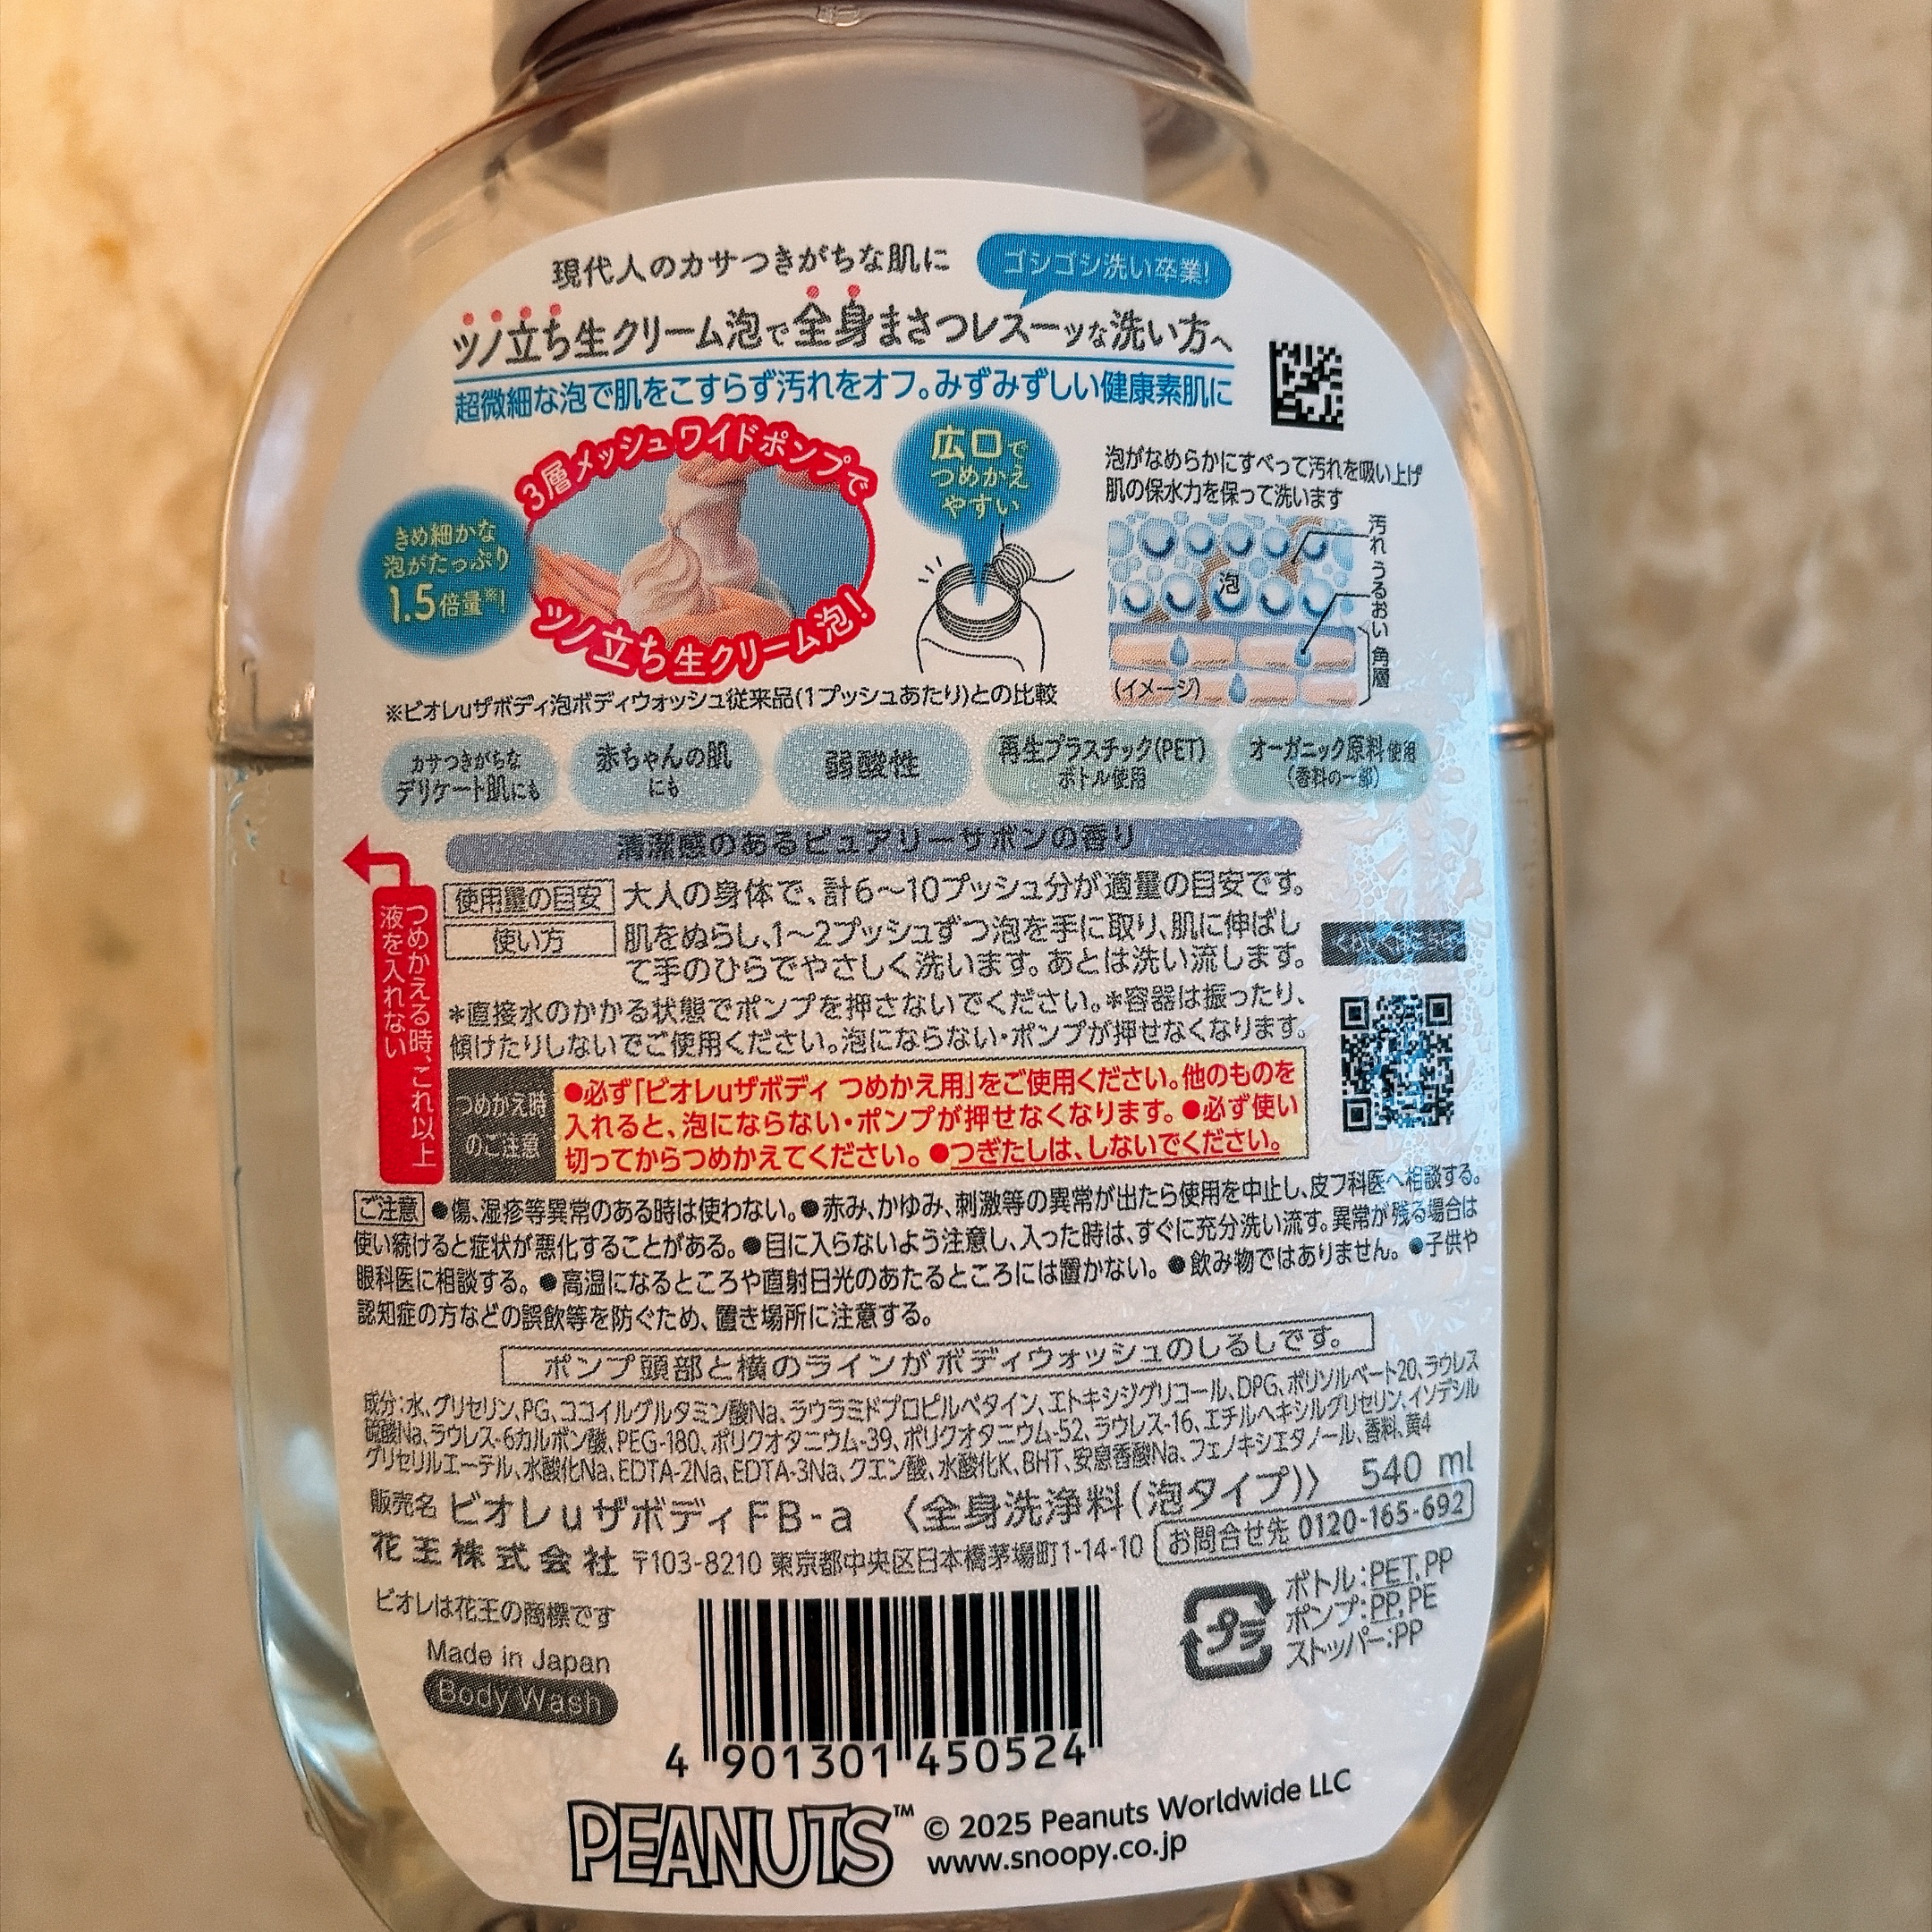 現代人のカサつきがちな肌に
ゴシゴシ洗い卒業!
ツノ立ち生クリーム泡で全身まさつレスーッな洗い方へ
超微細な泡で肌をこすらず汚れをオフ。みずみずしい健康素肌に
3層メッシュワイドポンプで
ツノ立ち生クリーム泡!
きめ細かな
泡がたっぷり
1.5倍量※!
広口で
つめかえ
やすい
泡がなめらかにすべって汚れを吸い上げ
肌の保水力を保って洗います
汚れ
泡
うるおい
角層
(イメージ)
※ビオレuザボディ泡ボディウォッシュ従来品(1プッシュあたり)との比較
カサつきがちな
デリケート肌にも
赤ちゃんの肌
にも
弱酸性
再生プラスチック(PET)
ボトル使用
オーガニック原料使用
(香料の一部)
清潔感のあるピュアリーサボンの香り
つめかえる時、これ以上
液を入れない
使用量の目安 大人の身体で、計6〜10プッシュ分が適量の目安です。
使い方 肌をぬらし、1〜2プッシュずつ泡を手に取り、肌に伸ばし
て手のひらでやさしく洗います。あとは洗い流します。
*直接水のかかる状態でポンプを押さないでください。*容器は振ったり、
傾けたりしないでご使用ください。泡にならない・ポンプが押せなくなります。
つめかえ時
のご注意
●必ず「ビオレuザボディ つめかえ用」をご使用ください。他のものを
入れると、泡にならない・ポンプが押せなくなります。●必ず使い
切ってからつめかえてください。●つぎたしは、しないでください。
くわしくはこちら
ご注意 ●傷、湿疹等異常のある時は使わない。●赤み、かゆみ、刺激等の異常が出たら使用を中止し、皮フ科医へ相談する。
使い続けると症状が悪化することがある。●目に入らないよう注意し、入った時は、すぐに充分洗い流す。異常が残る場合は
眼科医に相談する。●高温になるところや直射日光のあたるところには置かない。●飲み物ではありません。●子供や
認知症の方などの誤飲等を防ぐため、置き場所に注意する。
ポンプ頭部と横のラインがボディウォッシュのしるしです。
成分:水、グリセリン、PG、ココイルグルタミン酸Na、ラウラミドプロピルベタイン、エトキシジグリコール、DPG、ポリソルベート20、ラウレス
硫酸Na、ラウレス-6カルボン酸、PEG-180、ポリクオタニウム-39、ポリクオタニウム-52、ラウレス-16、エチルヘキシルグリセリン、イソデシル
グリセリルエーテル、水酸化Na、EDTA-2Na、EDTA-3Na、クエン酸、水酸化K、BHT、安息香酸Na、フェノキシエタノール、香料、黄4
販売名 ビオレuザボディFB-a 〈全身洗浄料(泡タイプ)〉 540 ml
花王株式会社 〒103-8210 東京都中央区日本橋茅場町1-14-10 お問合せ先 0120-165-692
ビオレは花王の商標です
Made in Japan
Body Wash
プラ
ボトル:PET,PP
ポンプ:PP,PE
ストッパー:PP
4 901301 450524
PEANUTS™ © 2025 Peanuts Worldwide LLC
www.snoopy.co.jp